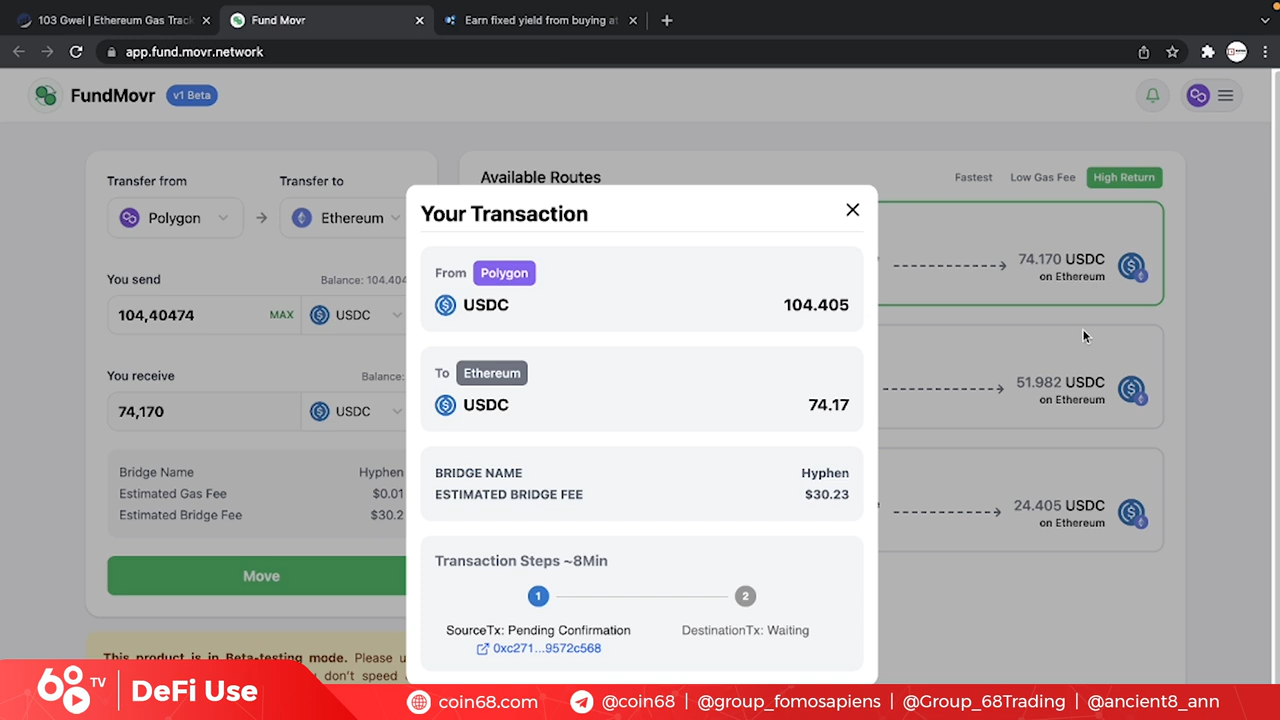 103 Gwei | Ethereum Gas Track
Fund Movr
Earn fixed yield from buying at
app.fund.movr.network
FundMovr
v1 Beta
Transfer from
Transfer to
Polygon
Ethereum
You send
Balance: 104.404
104,40474
MAX
USDC
You receive
Balance:
74,170
USDC
Bridge Name
Hyphen
Estimated Gas Fee
$0.01
Estimated Bridge Fee
$30.2
Move
This product is in Beta-testing mode. Please u
don't speed
Available Routes
Fastest
Low Gas Fee
High Return
74.170 USDC
on Ethereum
51.982 USDC
on Ethereum
24.405 USDC
on Ethereum
Your Transaction
From Polygon
USDC 104.405
To Ethereum
USDC 74.17
BRIDGE NAME Hyphen
ESTIMATED BRIDGE FEE $30.23
Transaction Steps ~8Min
1
2
SourceTx: Pending Confirmation
DestinationTx: Waiting
0xc271...9572c568
68 TV
DeFi Use
coin68.com
@coin68 | @group_fomosapiens | @Group_68Trading | @ancient8_ann